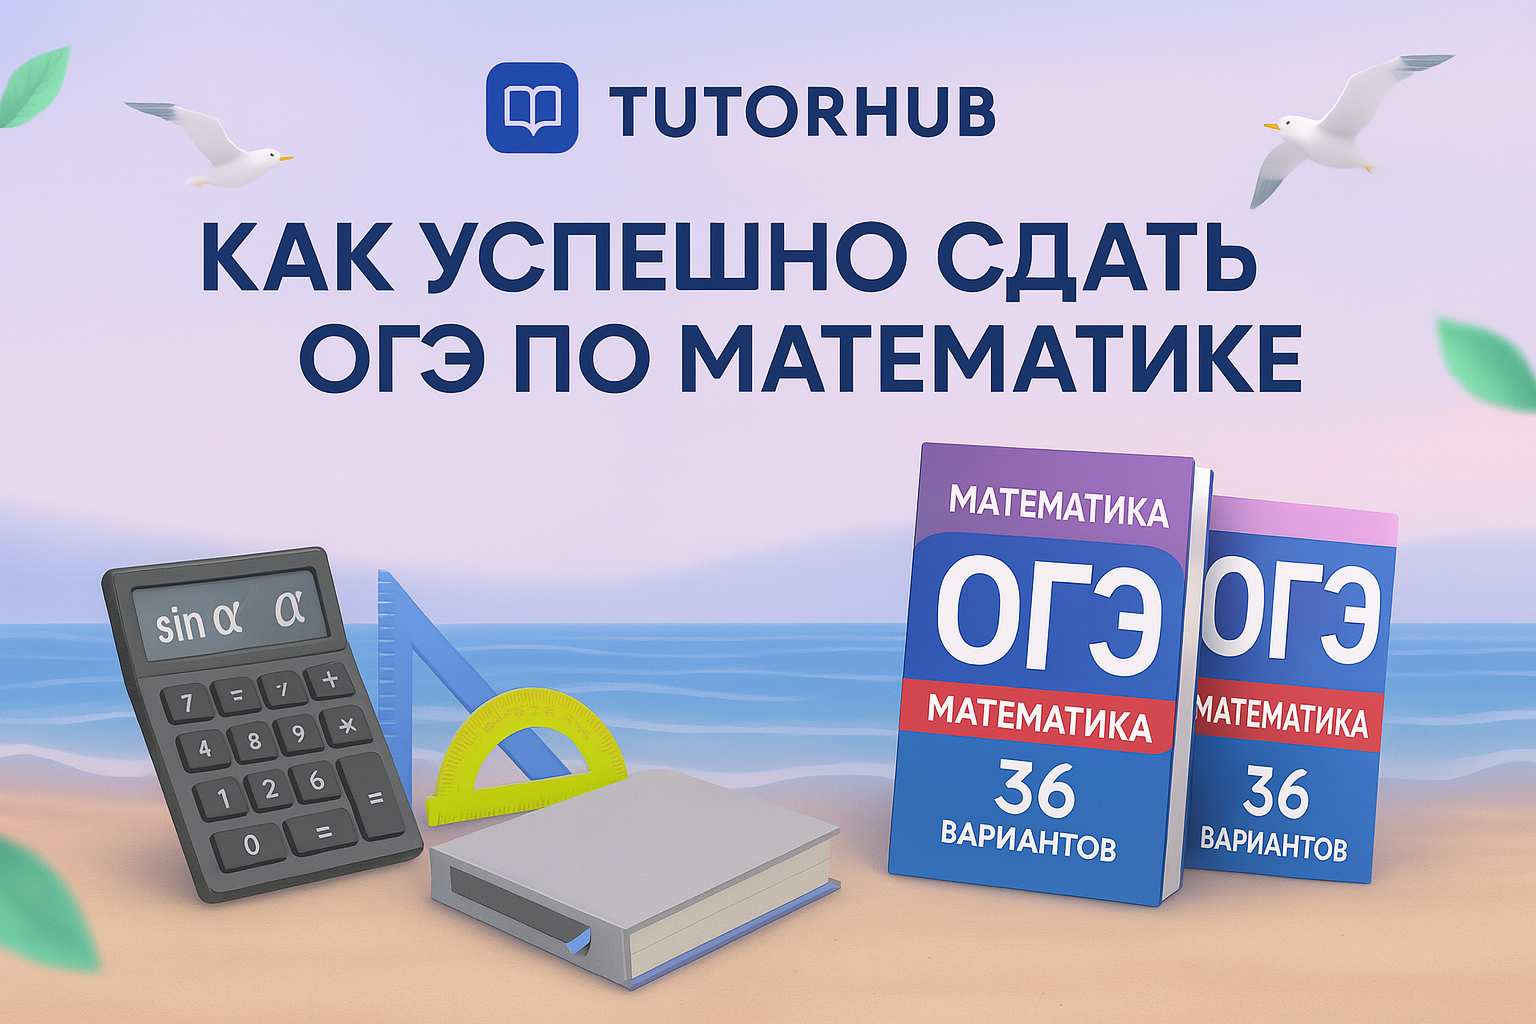 TUTORHUB
КАК УСПЕШНО СДАТЬ
ОГЭ ПО МАТЕМАТИКЕ
МАТЕМАТИКА
ОГЭ
МАТЕМАТИКА
36
ВАРИАНТОВ
ОГЭ
МАТЕМАТИКА
36
ВАРИАНТОВ
sin α α
7 = +
4 8 9 *
1 2 6 =
0 =